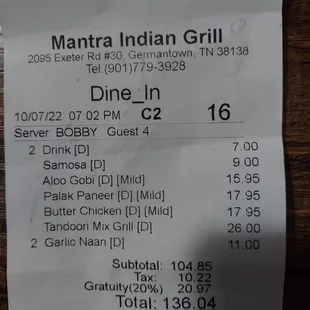 Mantra Indian Grill
2095 Exeter Rd #30, Germantown, TN 38138
Tel:(901)779-3928
Dine_In
10/07/22 07:02 PM C2 16
Server: BOBBY Guest 4
2 Drink [D] 7.00
Samosa [D] 9.00
Aloo Gobi [D] [Mild] 15.95
Palak Paneer [D] [Mild] 17.95
Butter Chicken [D] [Mild] 17.95
Tandoori Mix Grill [D] 26.00
2 Garlic Naan [D] 11.00
Subtotal: 104.85
Tax: 10.22
Gratuity(20%) 20.97
Total: 136.04